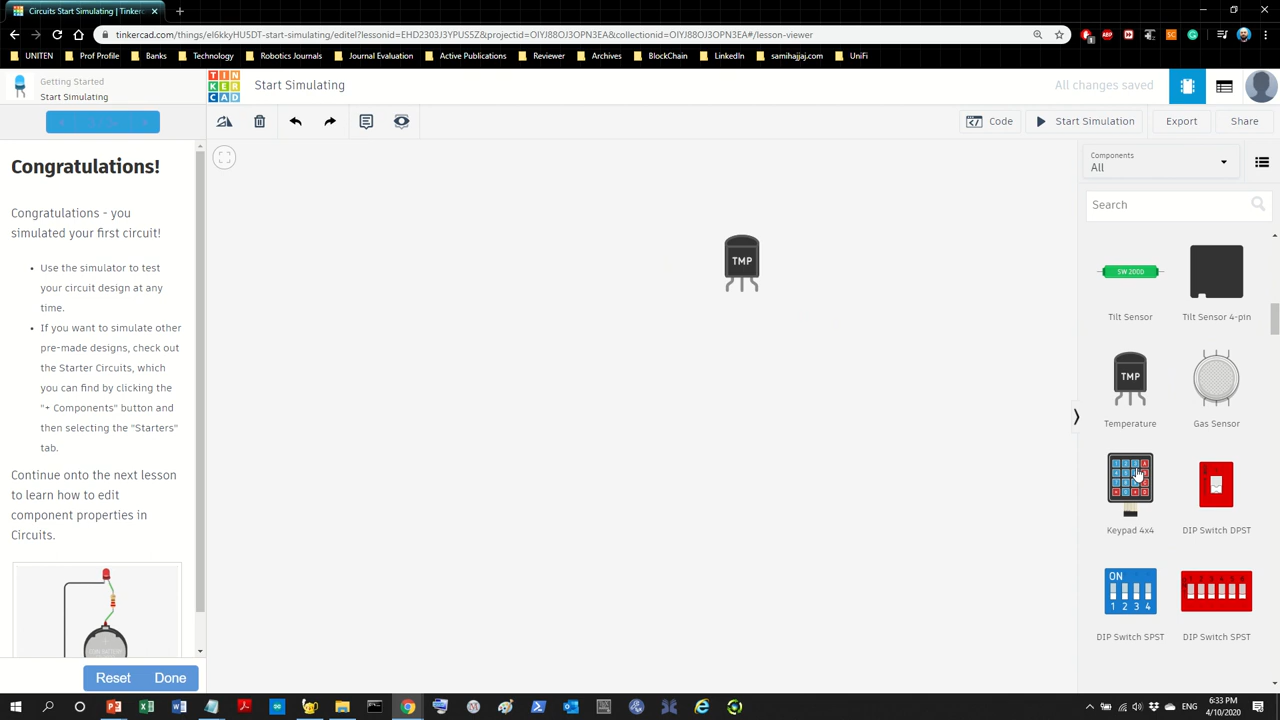 Circuits Start Simulating | Tinker
tinkercad.com/things/el6kkyHU5DT-start-simulating/editel?lessonid=EHD2303J3YPUS5Z&projectid=OIYJ88OJ3OPN3EA&collectionid=OIYJ88OJ3OPN3EA#/lesson-viewer
UNITEN Prof Profile Banks Technology Robotics Journals Journal Evaluation Active Publications Reviewer Archives BlockChain LinkedIn samihajjaj.com UniFi
Getting Started
Start Simulating
TIN
KER
CAD
Start Simulating
All changes saved
Code
Start Simulation
Export
Share
Congratulations!
Congratulations - you
simulated your first circuit!
Use the simulator to test
your circuit design at any
time.
If you want to simulate other
pre-made designs, check out
the Starter Circuits, which
you can find by clicking the
"+ Components" button and
then selecting the "Starters"
tab.
Continue onto the next lesson
to learn how to edit
component properties in
Circuits.
Reset Done
TMP
Components
All
Search
5W 200D
Tilt Sensor Tilt Sensor 4-pin
TMP
Temperature Gas Sensor
Keypad 4x4 DIP Switch DPST
ON
1 2 3 4
1 2 3 4 5 6
DIP Switch SPST DIP Switch SPST
ENG
6:33 PM
4/10/2020